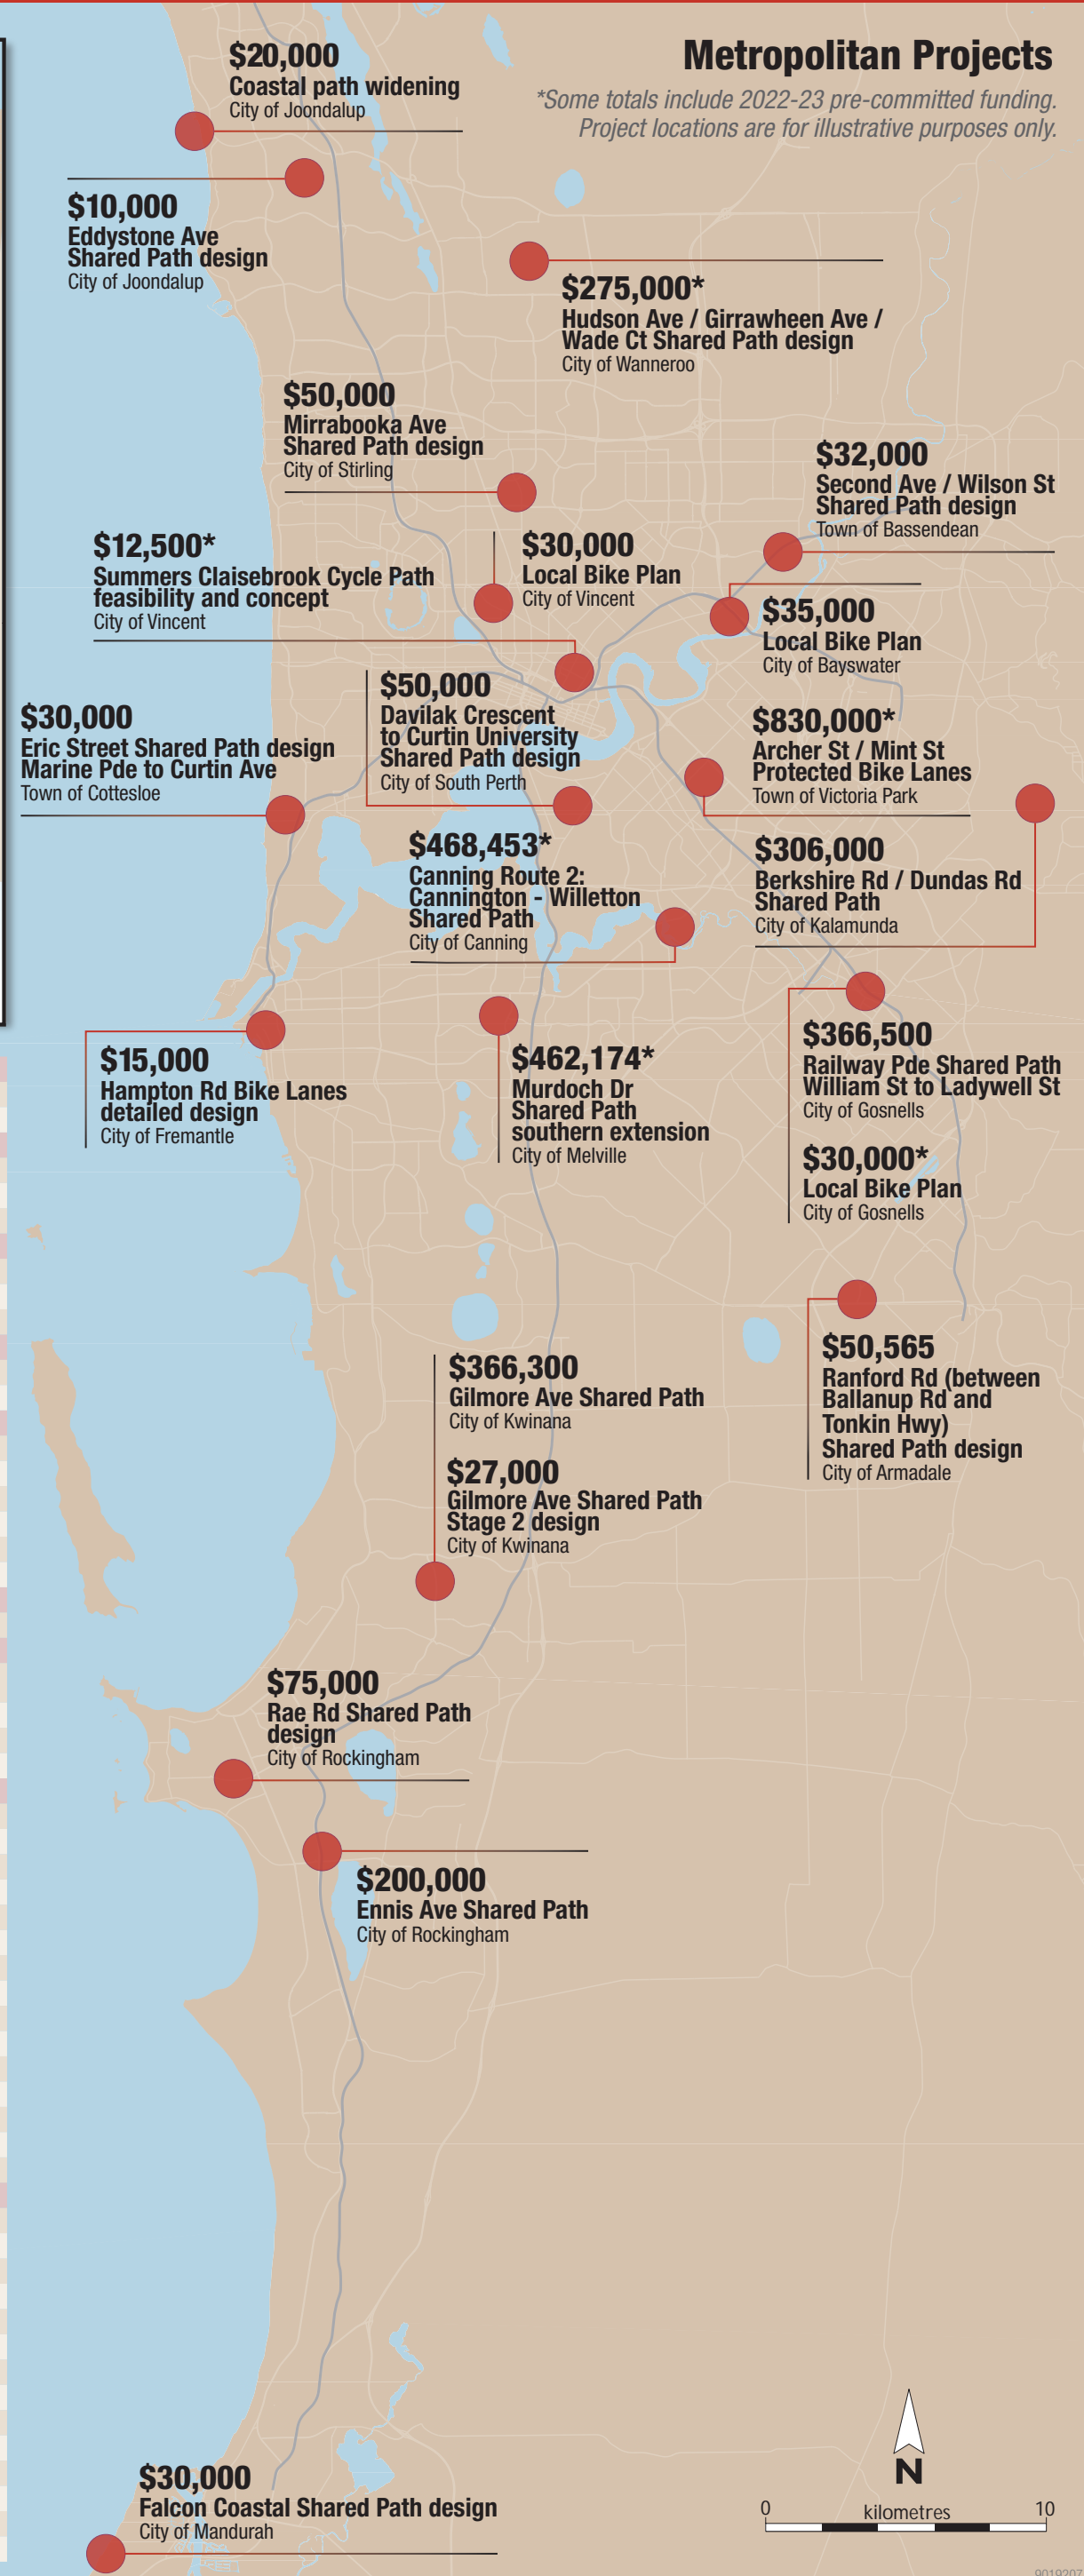 Metropolitan Projects
*Some totals include 2022-23 pre-committed funding.
Project locations are for illustrative purposes only.
$20,000
Coastal path widening
City of Joondalup
$10,000
Eddystone Ave
Shared Path design
City of Joondalup
$275,000*
Hudson Ave / Girrawheen Ave /
Wade Ct Shared Path design
City of Wanneroo
$50,000
Mirrabooka Ave
Shared Path design
City of Stirling
$32,000
Second Ave / Wilson St
Shared Path design
Town of Bassendean
$12,500*
Summers Claisebrook Cycle Path
feasibility and concept
City of Vincent
$30,000
Local Bike Plan
City of Vincent
$35,000
Local Bike Plan
City of Bayswater
$50,000
Davilak Crescent
to Curtin University
Shared Path design
City of South Perth
$30,000
Eric Street Shared Path design
Marine Pde to Curtin Ave
Town of Cottesloe
$830,000*
Archer St / Mint St
Protected Bike Lanes
Town of Victoria Park
$468,453*
Canning Route 2:
Cannington - Willetton
Shared Path
City of Canning
$306,000
Berkshire Rd / Dundas Rd
Shared Path
City of Kalamunda
$15,000
Hampton Rd Bike Lanes
detailed design
City of Fremantle
$462,174*
Murdoch Dr
Shared Path
southern extension
City of Melville
$366,500
Railway Pde Shared Path
William St to Ladywell St
City of Gosnells
$30,000*
Local Bike Plan
City of Gosnells
$50,565
Ranford Rd (between
Ballanup Rd and
Tonkin Hwy)
Shared Path design
City of Armadale
$366,300
Gilmore Ave Shared Path
City of Kwinana
$27,000
Gilmore Ave Shared Path
Stage 2 design
City of Kwinana
$75,000
Rae Rd Shared Path
design
City of Rockingham
$200,000
Ennis Ave Shared Path
City of Rockingham
$30,000
Falcon Coastal Shared Path design
City of Mandurah
N
0 kilometres 10
9019207